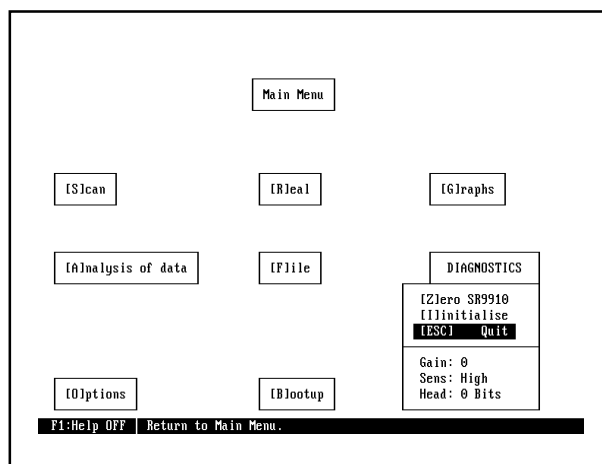 Main Menu
[S]can
[R]eal
[G]raphs
[A]nalysis of data
[F]ile
DIAGNOSTICS
[Z]ero SR9910
[I]initialise
[ESC] Quit
Gain: 0
Sens: High
Head: 0 Bits
[O]ptions
[B]ootup
F1:Help OFF | Return to Main Menu.